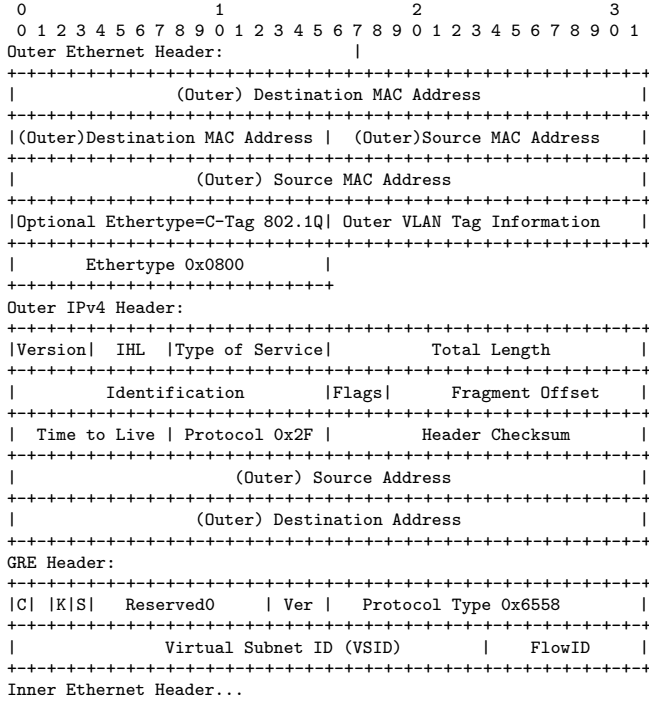 0                   1                   2                   3
 0 1 2 3 4 5 6 7 8 9 0 1 2 3 4 5 6 7 8 9 0 1 2 3 4 5 6 7 8 9 0 1
Outer Ethernet Header:             |
+-+-+-+-+-+-+-+-+-+-+-+-+-+-+-+-+-+-+-+-+-+-+-+-+-+-+-+-+-+-+-+-+
|                (Outer) Destination MAC Address                |
+-+-+-+-+-+-+-+-+-+-+-+-+-+-+-+-+-+-+-+-+-+-+-+-+-+-+-+-+-+-+-+-+
|(Outer)Destination MAC Address |  (Outer)Source MAC Address    |
+-+-+-+-+-+-+-+-+-+-+-+-+-+-+-+-+-+-+-+-+-+-+-+-+-+-+-+-+-+-+-+-+
|                  (Outer) Source MAC Address                   |
+-+-+-+-+-+-+-+-+-+-+-+-+-+-+-+-+-+-+-+-+-+-+-+-+-+-+-+-+-+-+-+-+
|Optional Ethertype=C-Tag 802.1Q| Outer VLAN Tag Information    |
+-+-+-+-+-+-+-+-+-+-+-+-+-+-+-+-+-+-+-+-+-+-+-+-+-+-+-+-+-+-+-+-+
|       Ethertype 0x0800        |
+-+-+-+-+-+-+-+-+-+-+-+-+-+-+-+-+
Outer IPv4 Header:
+-+-+-+-+-+-+-+-+-+-+-+-+-+-+-+-+-+-+-+-+-+-+-+-+-+-+-+-+-+-+-+-+
|Version|  IHL  |Type of Service|          Total Length         |
+-+-+-+-+-+-+-+-+-+-+-+-+-+-+-+-+-+-+-+-+-+-+-+-+-+-+-+-+-+-+-+-+
|         Identification        |Flags|      Fragment Offset    |
+-+-+-+-+-+-+-+-+-+-+-+-+-+-+-+-+-+-+-+-+-+-+-+-+-+-+-+-+-+-+-+-+
|  Time to Live | Protocol 0x2F |         Header Checksum       |
+-+-+-+-+-+-+-+-+-+-+-+-+-+-+-+-+-+-+-+-+-+-+-+-+-+-+-+-+-+-+-+-+
|                      (Outer) Source Address                   |
+-+-+-+-+-+-+-+-+-+-+-+-+-+-+-+-+-+-+-+-+-+-+-+-+-+-+-+-+-+-+-+-+
|                  (Outer) Destination Address                  |
+-+-+-+-+-+-+-+-+-+-+-+-+-+-+-+-+-+-+-+-+-+-+-+-+-+-+-+-+-+-+-+-+
GRE Header:
+-+-+-+-+-+-+-+-+-+-+-+-+-+-+-+-+-+-+-+-+-+-+-+-+-+-+-+-+-+-+-+-+
|C| |K|S|   Reserved0     | Ver |   Protocol Type 0x6558        |
+-+-+-+-+-+-+-+-+-+-+-+-+-+-+-+-+-+-+-+-+-+-+-+-+-+-+-+-+-+-+-+-+
|               Virtual Subnet ID (VSID)        |    FlowID     |
+-+-+-+-+-+-+-+-+-+-+-+-+-+-+-+-+-+-+-+-+-+-+-+-+-+-+-+-+-+-+-+-+
Inner Ethernet Header...